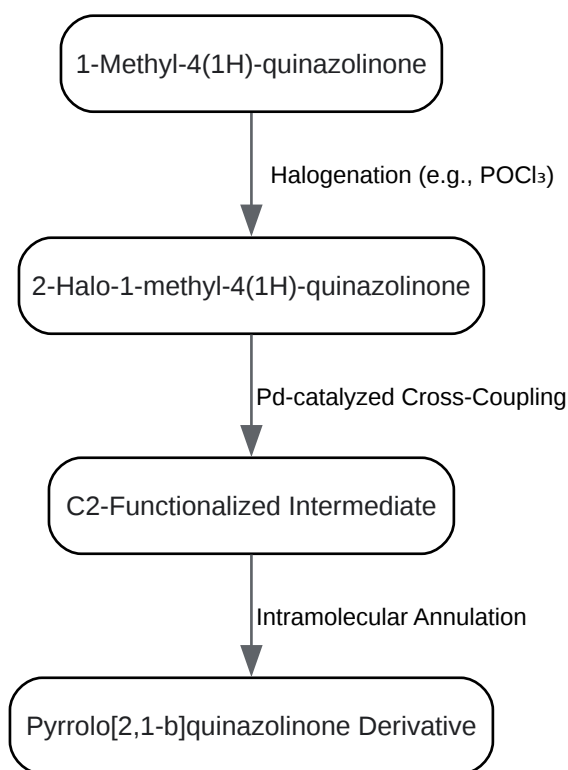 1-Methyl-4(1H)-quinazolinone
Halogenation (e.g., POCl₃)
2-Halo-1-methyl-4(1H)-quinazolinone
Pd-catalyzed Cross-Coupling
C2-Functionalized Intermediate
Intramolecular Annulation
Pyrrolo[2,1-b]quinazolinone Derivative